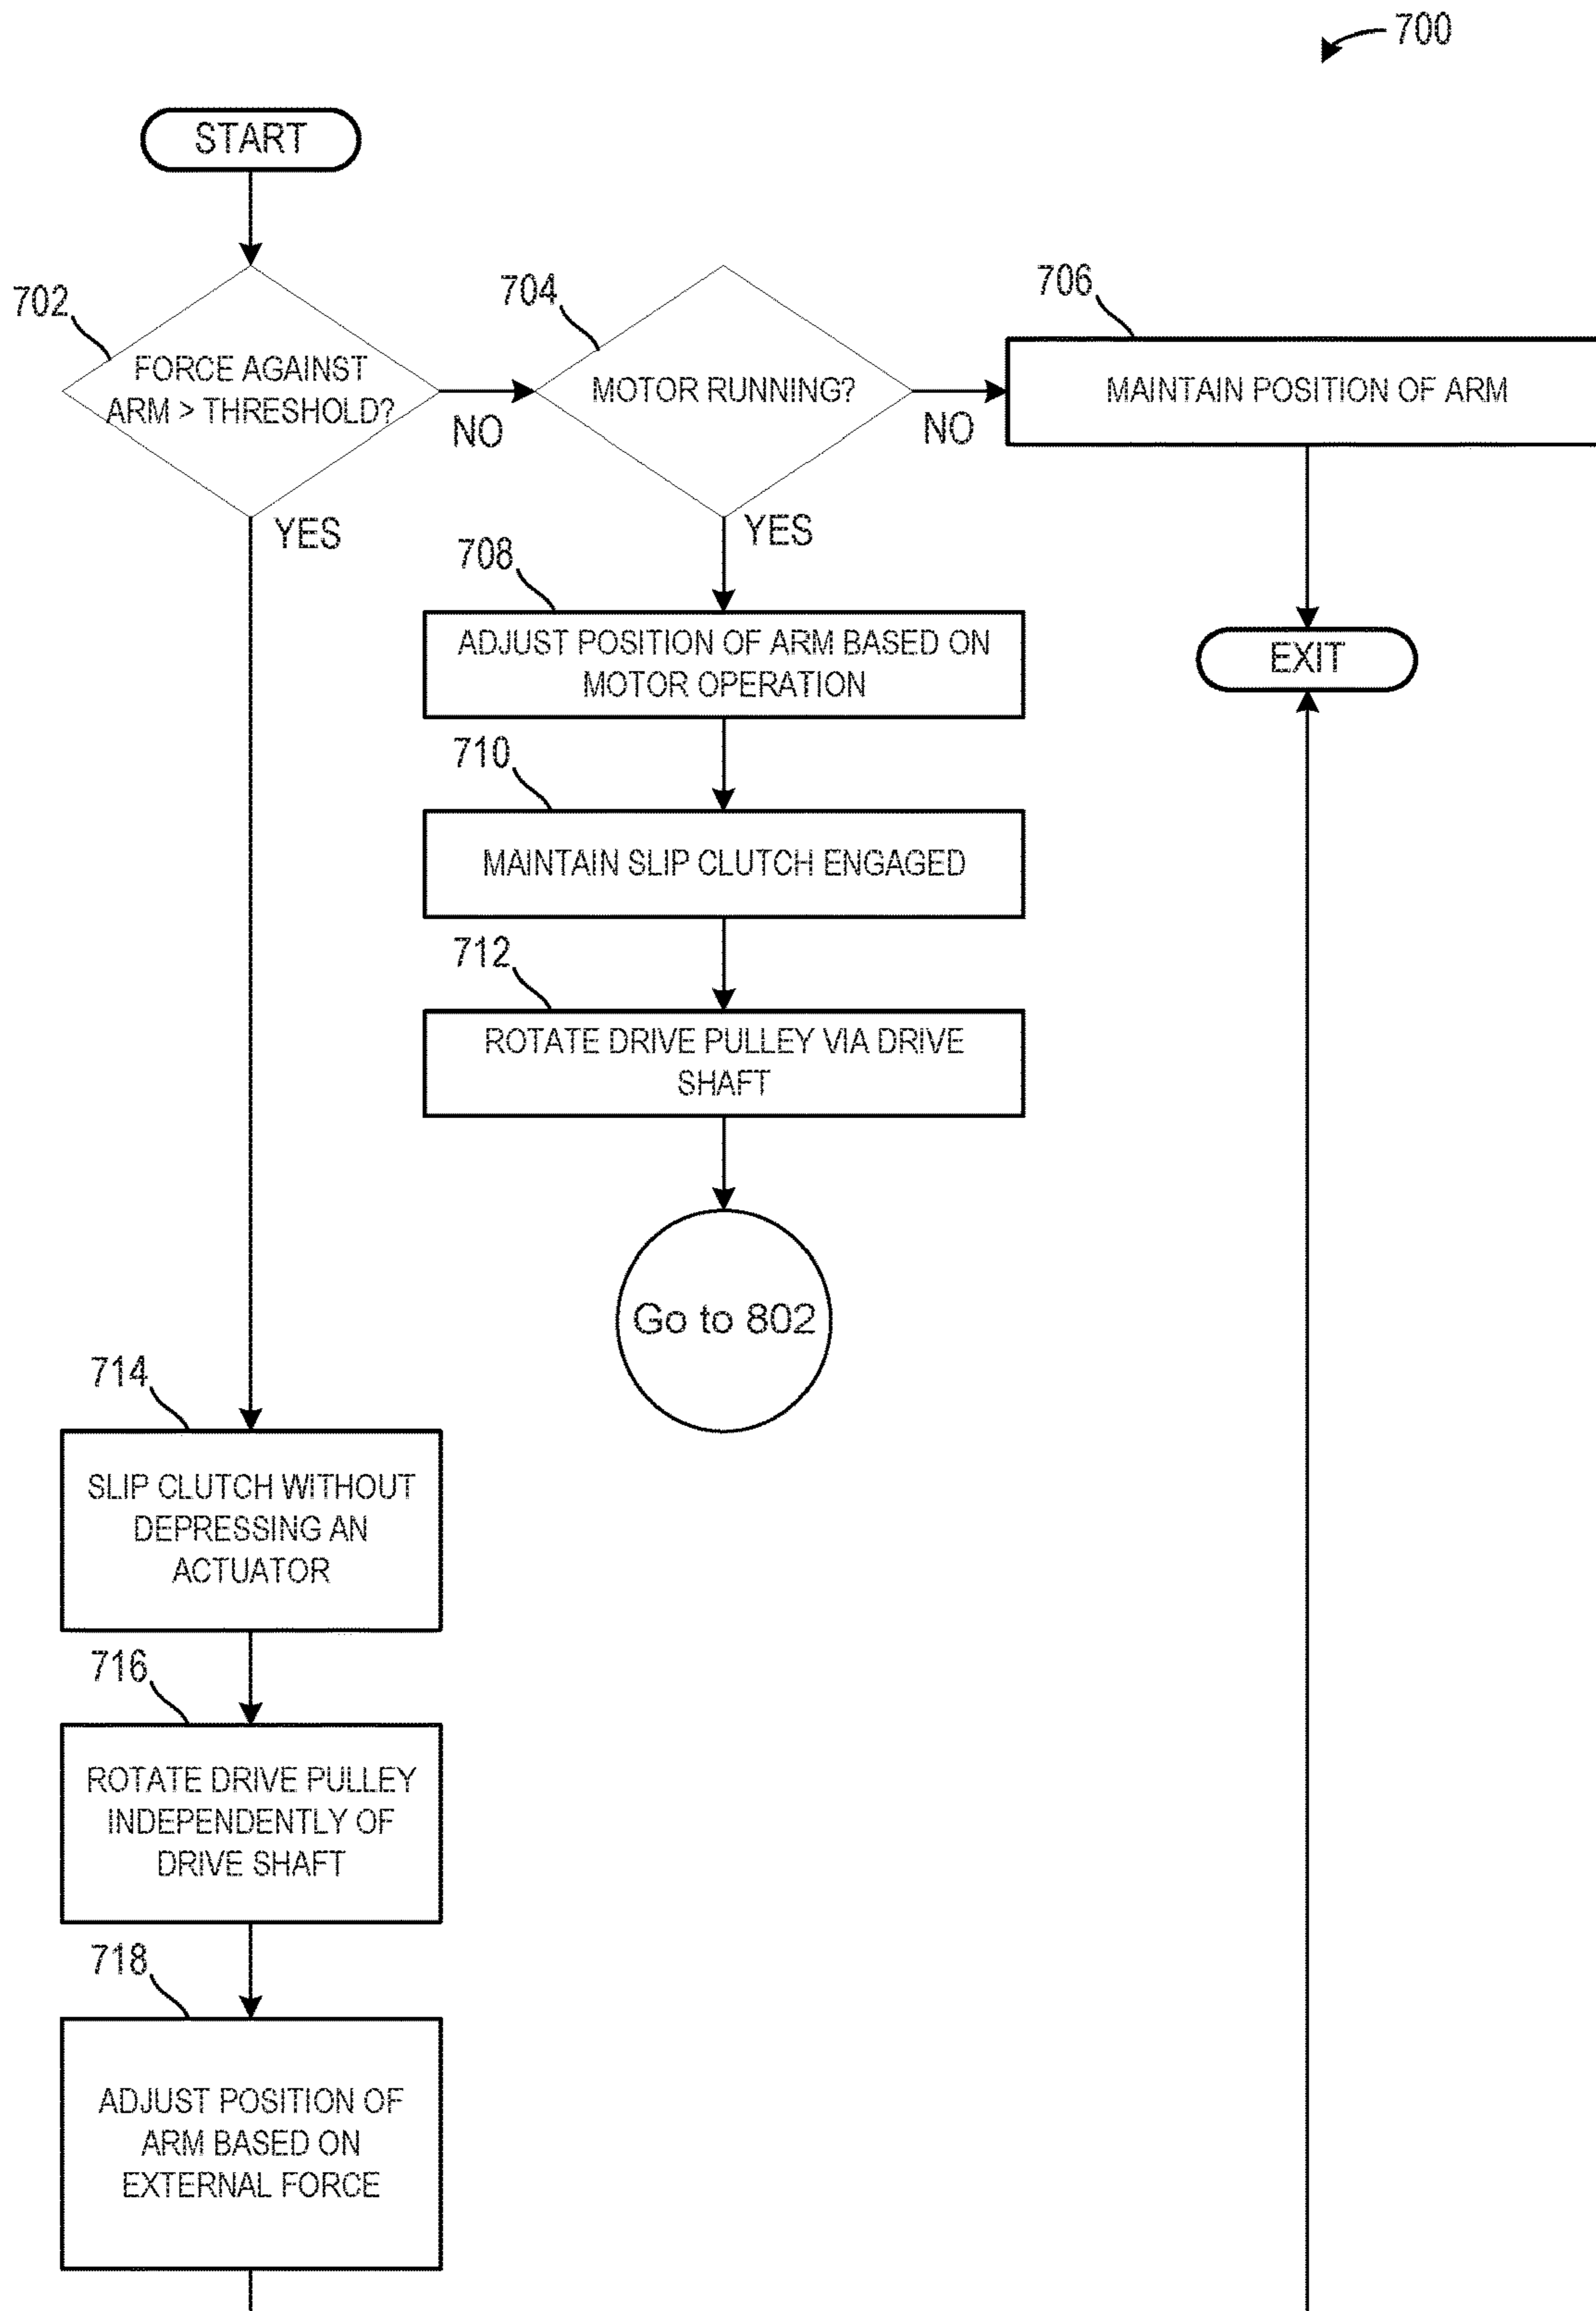 700
START
702
FORCE AGAINST
ARM > THRESHOLD?
NO
YES
704
MOTOR RUNNING?
NO
YES
706
MAINTAIN POSITION OF ARM
EXIT
708
ADJUST POSITION OF ARM BASED ON
MOTOR OPERATION
710
MAINTAIN SLIP CLUTCH ENGAGED
712
ROTATE DRIVE PULLEY VIA DRIVE
SHAFT
Go to 802
714
SLIP CLUTCH WITHOUT
DEPRESSING AN
ACTUATOR
716
ROTATE DRIVE PULLEY
INDEPENDENTLY OF
DRIVE SHAFT
718
ADJUST POSITION OF
ARM BASED ON
EXTERNAL FORCE